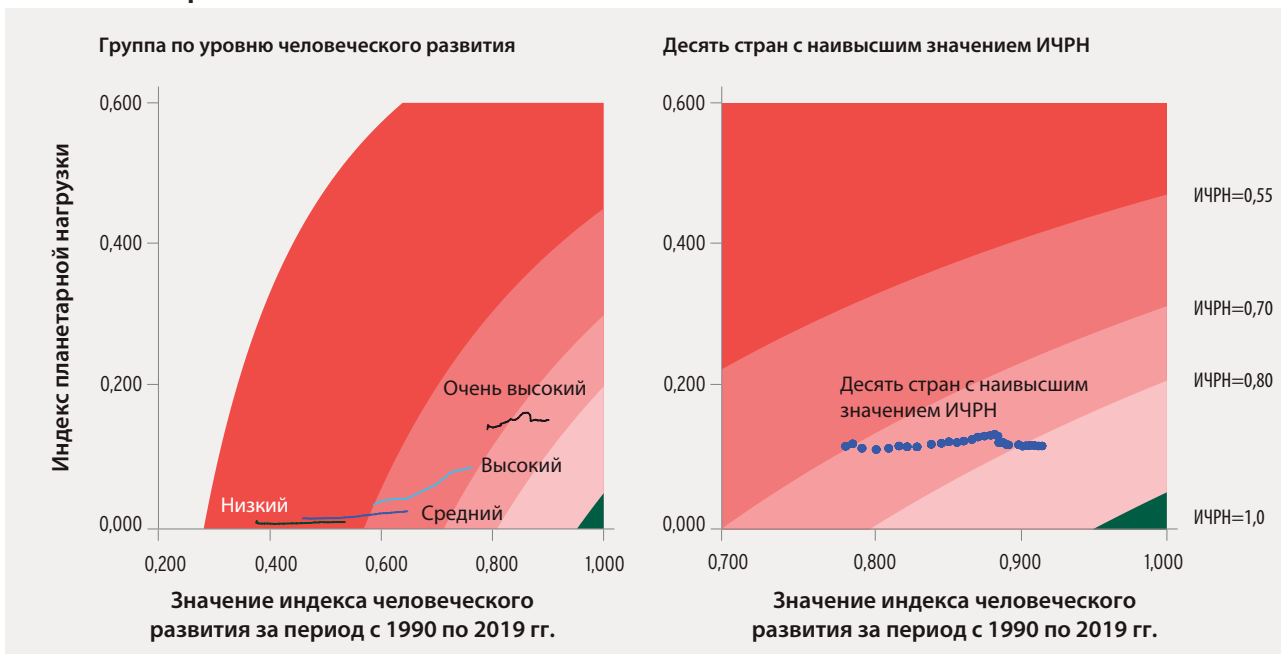 Группа по уровню человеческого развития
Индекс планетарной нагрузки
0,600
0,400
0,200
0,000
Очень высокий
Высокий
Низкий
Средний
0,200 0,400 0,600 0,800 1,000
Значение индекса человеческого
развития за период с 1990 по 2019 гг.
Десять стран с наивысшим значением ИЧРН
0,600
0,400
0,200
0,000
Десять стран с наивысшим
значением ИЧРН
ИЧРН=0,55
ИЧРН=0,70
ИЧРН=0,80
ИЧРН=1,0
0,700 0,800 0,900 1,000
Значение индекса человеческого
развития за период с 1990 по 2019 гг.